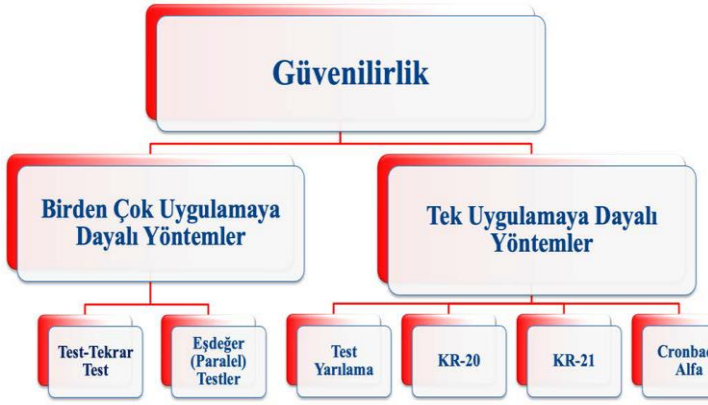 Güvenilirlik
Birden Çok Uygulamaya
Dayalı Yöntemler
Tek Uygulamaya Dayalı
Yöntemler
Test-Tekrar
Test
Eşdeğer
(Paralel)
Testler
Test
Yarılama
KR-20
KR-21
Alfa